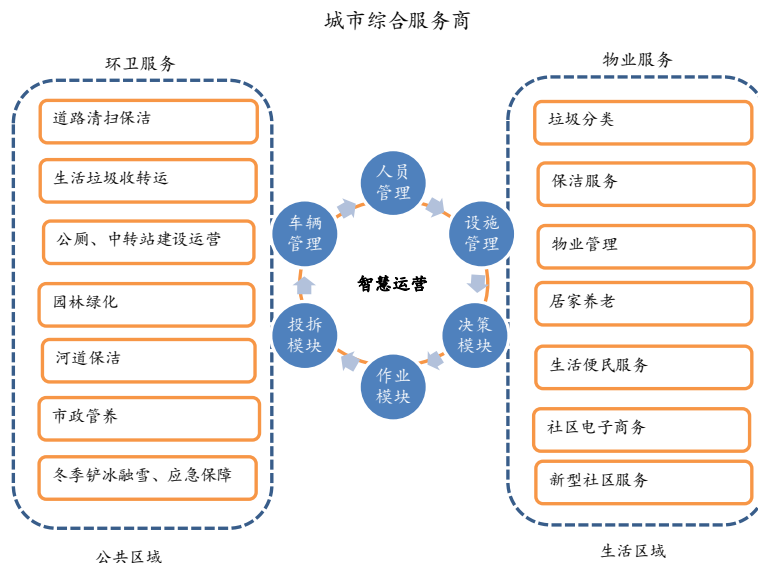 城市综合服务商
环卫服务
道路清扫保洁
生活垃圾收转运
公厕、中转站建设运营
园林绿化
河道保洁
市政管养
冬季铲冰融雪、应急保障
公共区域
人员
管理
设施
管理
决策
模块
作业
模块
投拆
模块
车辆
管理
智慧运营
物业服务
垃圾分类
保洁服务
物业管理
居家养老
生活便民服务
社区电子商务
新型社区服务
生活区域